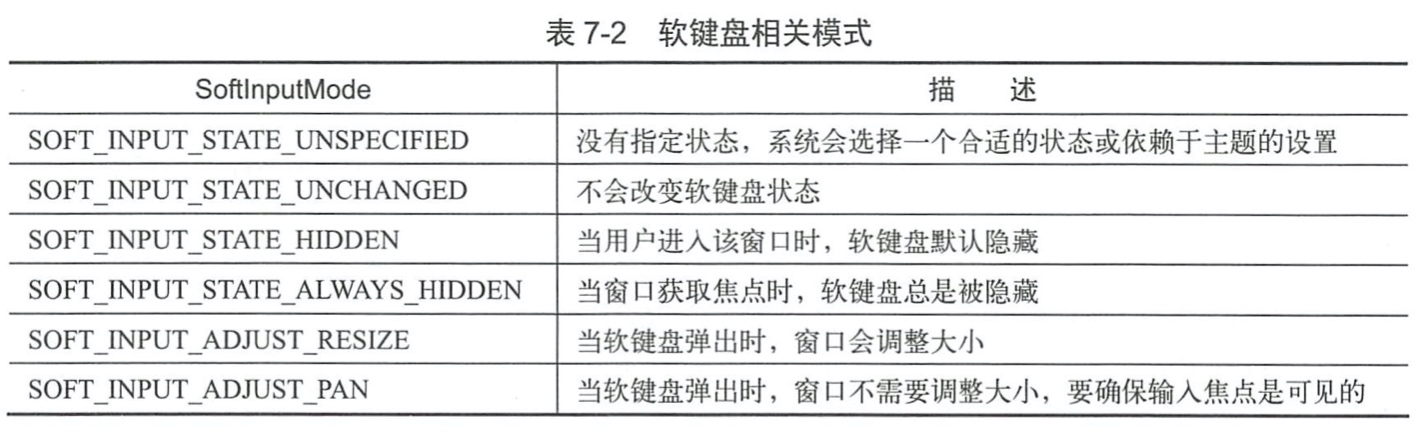 表 7-2 软键盘相关模式
SoftInputMode 描 述
SOFT_INPUT_STATE_UNSPECIFIED 没有指定状态，系统会选择一个合适的状态或依赖于主题的设置
SOFT_INPUT_STATE_UNCHANGED 不会改变软键盘状态
SOFT_INPUT_STATE_HIDDEN 当用户进入该窗口时，软键盘默认隐藏
SOFT_INPUT_STATE_ALWAYS_HIDDEN 当窗口获取焦点时，软键盘总是被隐藏
SOFT_INPUT_ADJUST_RESIZE 当软键盘弹出时，窗口会调整大小
SOFT_INPUT_ADJUST_PAN 当软键盘弹出时，窗口不需要调整大小，要确保输入焦点是可见的